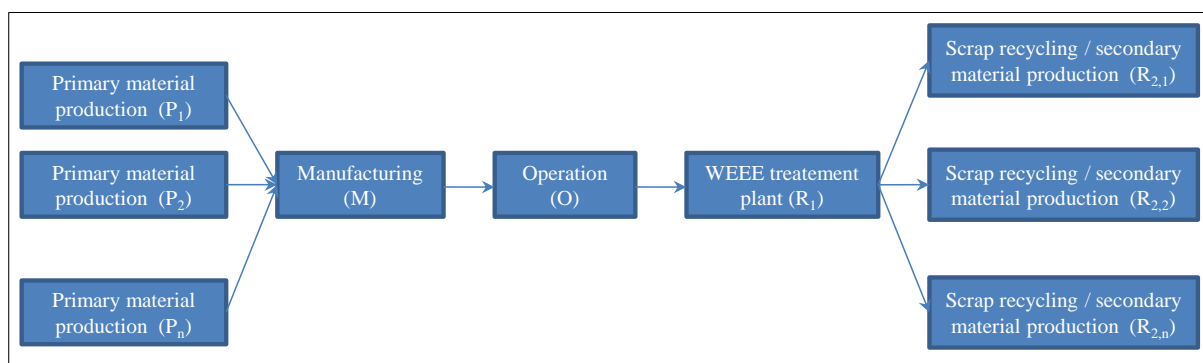 Primary material
production (P1)
Primary material
production (P2)
Primary material
production (Pn)
Manufacturing
(M)
Operation
(O)
WEEE treatement
plant (R1)
Scrap recycling / secondary
material production (R2,1)
Scrap recycling / secondary
material production (R2,2)
Scrap recycling / secondary
material production (R2,n)